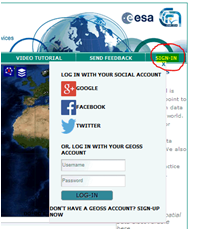 vices
esa
VIDEO TUTORIAL SEND FEEDBACK SIGN-IN
X
LOG IN WITH YOUR SOCIAL ACCOUNT
g+ GOOGLE
f FACEBOOK
TWITTER
OR, LOG IN WITH YOUR GEOSS
ACCOUNT
Username
Password
LOG-IN
DON'T HAVE A GEOSS ACCOUNT? SIGN-UP
NOW